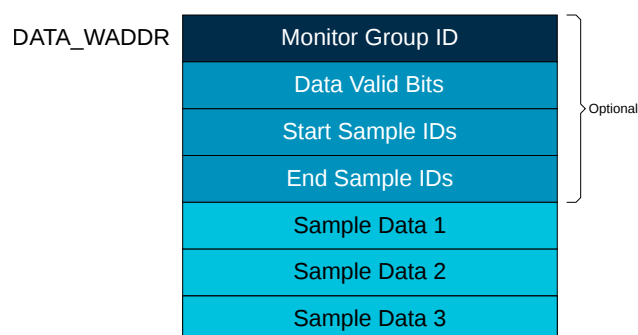 DATA_WADDR
Monitor Group ID
Data Valid Bits
Start Sample IDs
End Sample IDs
Optional
Sample Data 1
Sample Data 2
Sample Data 3